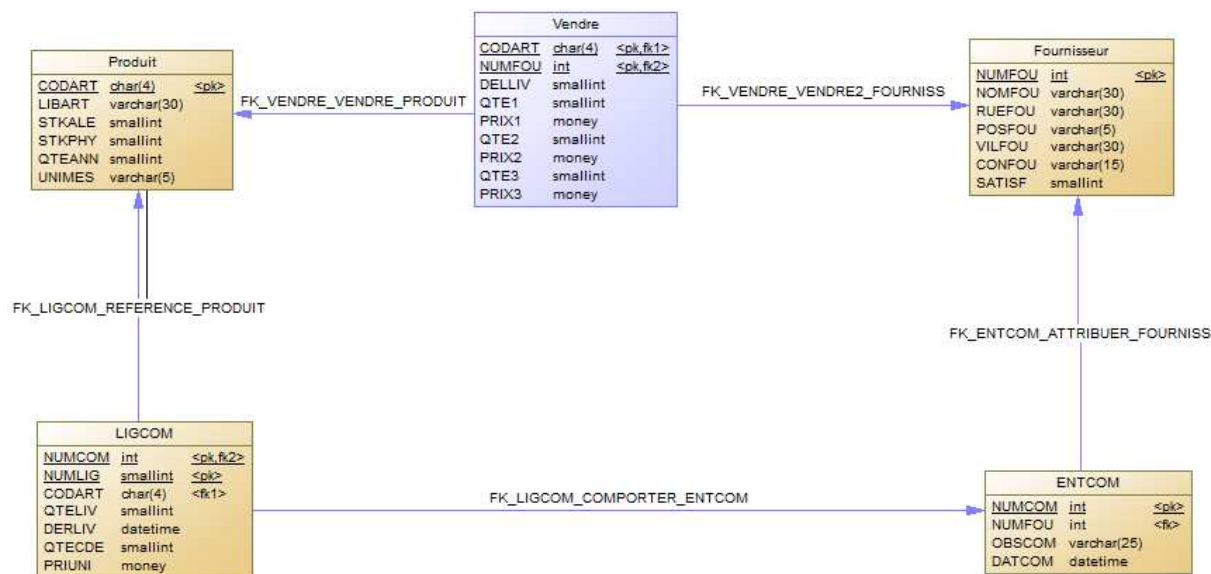 Vendre
CODART char(4) <pk,fk1>
NUMFOU int <pk,fk2>
DELLIV smallint
QTE1 smallint
PRIX1 money
QTE2 smallint
PRIX2 money
QTE3 smallint
PRIX3 money
Produit
CODART char(4) <pk>
LIBART varchar(30)
STKALE smallint
STKPHY smallint
QTEANN smallint
UNIMES varchar(5)
FK_VENDRE_VENDRE_PRODUIT
FK_VENDRE_VENDRE2_FOURNISS
Fournisseur
NUMFOU int <pk>
NOMFOU varchar(30)
RUEFOU varchar(30)
POSFOU varchar(5)
VILFOU varchar(30)
CONFOU varchar(15)
SATISF smallint
FK_LIGCOM_REFERENCE_PRODUIT
FK_ENTCOM_ATTRIBUER_FOURNISS
LIGCOM
NUMCOM int <pk,fk2>
NUMLIG smallint <pk>
CODART char(4) <fk1>
QTELIV smallint
DERLIV datetime
QTECDE smallint
PRIUNI money
FK_LIGCOM_COMPORTER_ENTCOM
ENTCOM
NUMCOM int <pk>
NUMFOU int <fk>
OBSCOM varchar(25)
DATCOM datetime